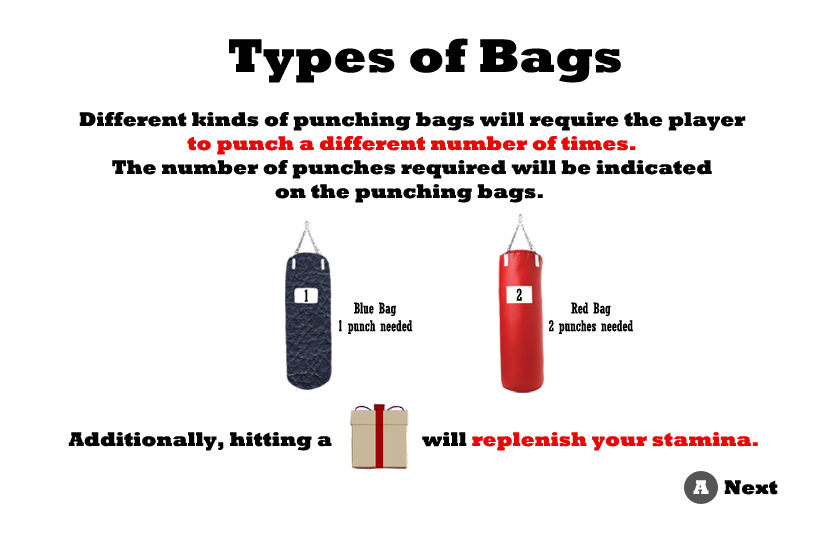 Types of Bags
Different kinds of punching bags will require the player
to punch a different number of times.
The number of punches required will be indicated
on the punching bags.
1
Blue Bag
1 punch needed
2
Red Bag
2 punches needed
Additionally, hitting a will replenish your stamina.
A Next